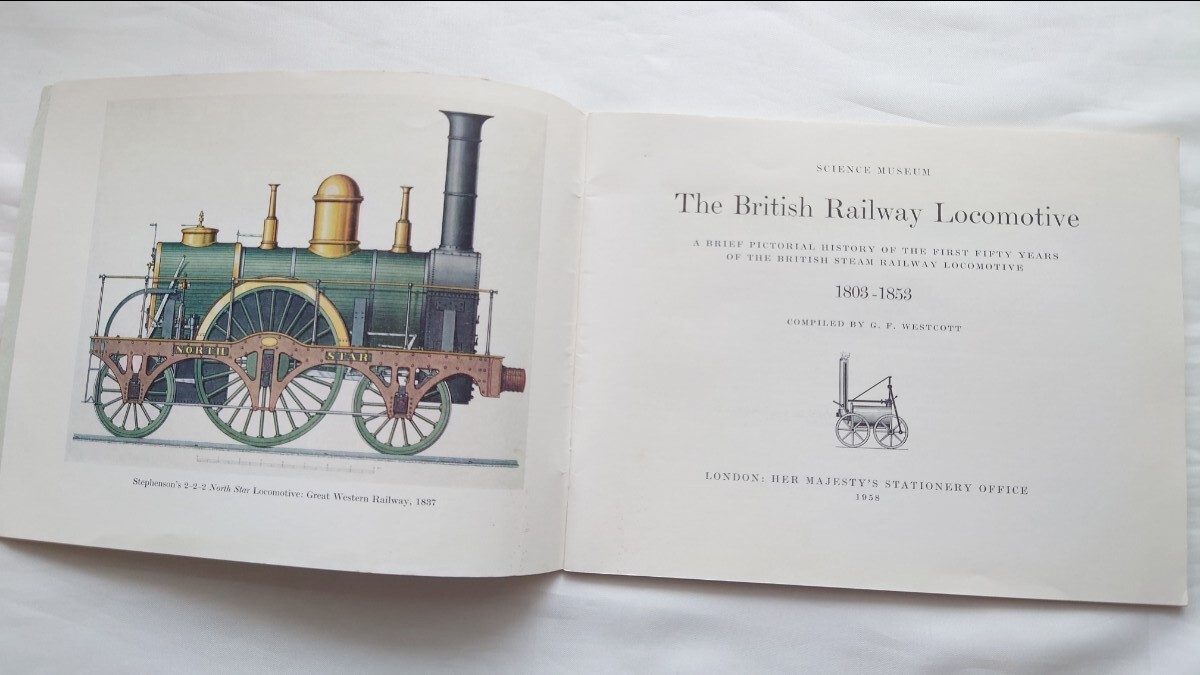 NORTH STAR
Stephenson's 2-2-2 North Star Locomotive: Great Western Railway, 1837
SCIENCE MUSEUM
The British Railway Locomotive
A BRIEF PICTORIAL HISTORY OF THE FIRST FIFTY YEARS
OF THE BRITISH STEAM RAILWAY LOCOMOTIVE
1803-1853
COMPILED BY G. F. WESTCOTT
LONDON: HER MAJESTY'S STATIONERY OFFICE
1958